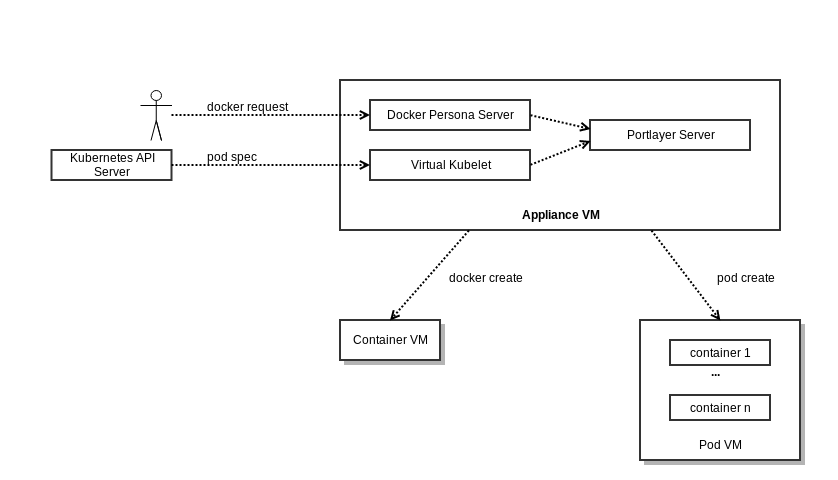 docker request
Docker Persona Server
Portlayer Server
Kubernetes API
Server
pod spec
Virtual Kubelet
Appliance VM
docker create
pod create
Container VM
container 1
...
container n
Pod VM